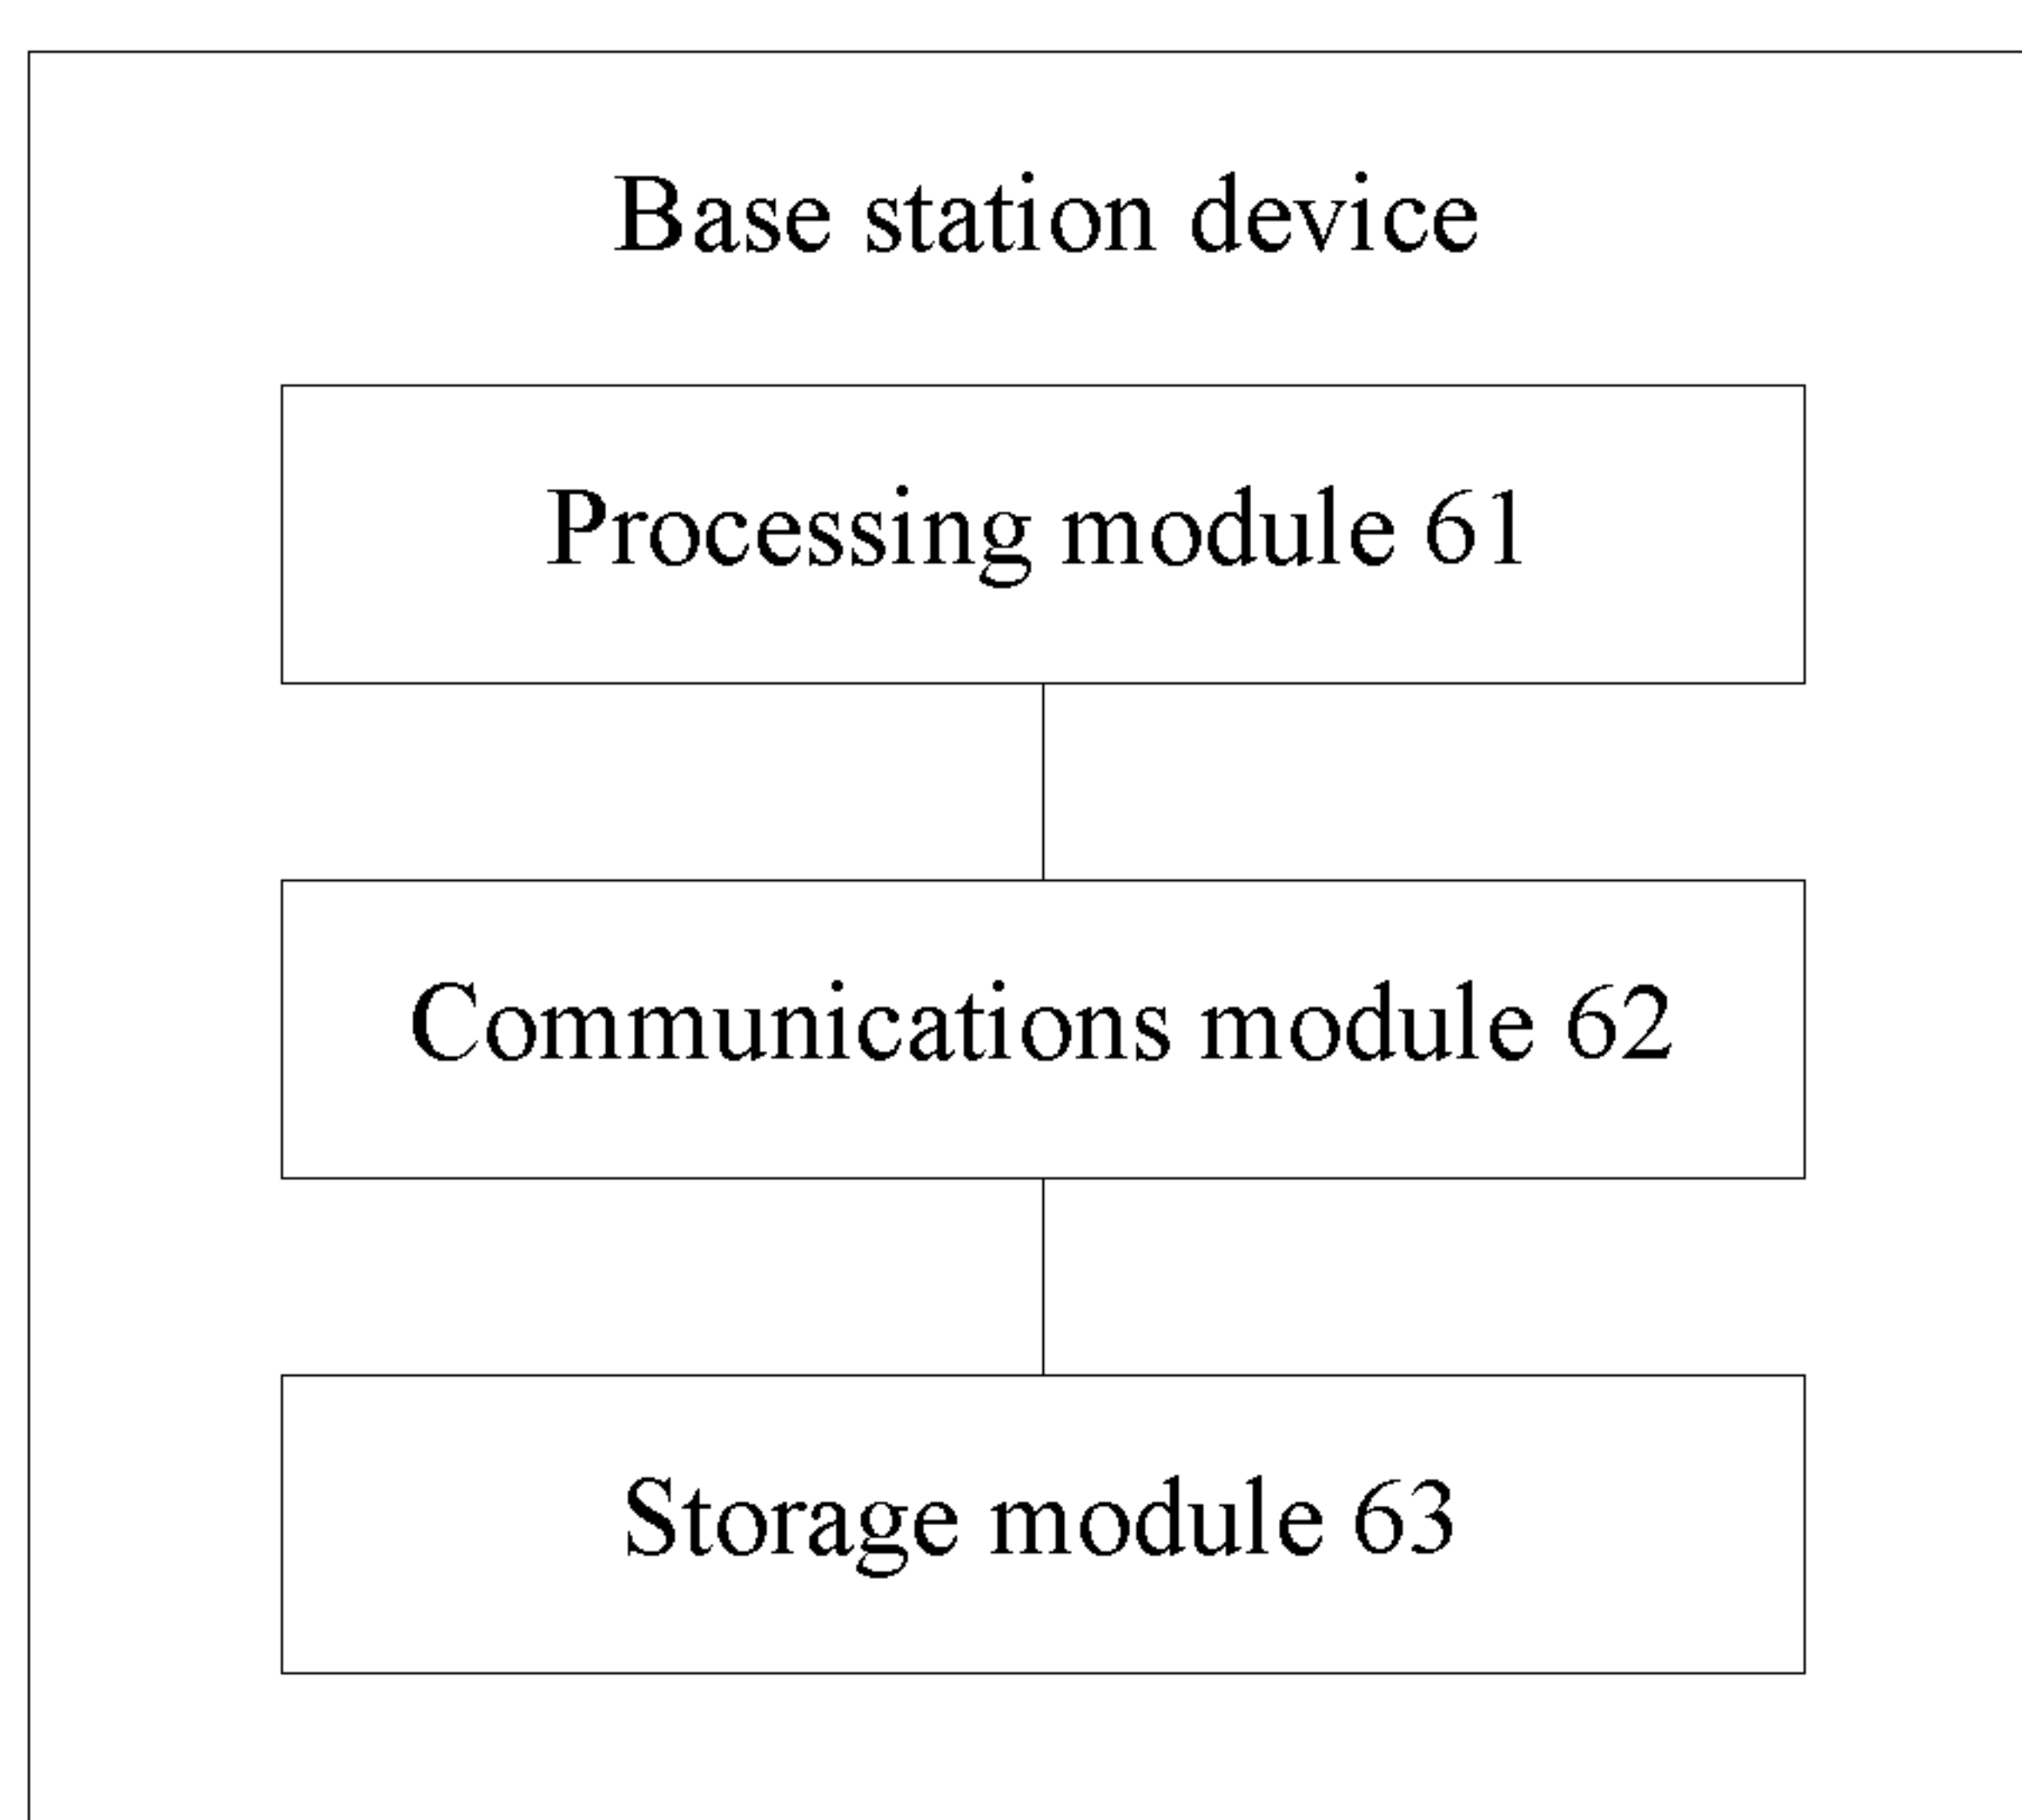 Base station device
Processing module 61
Communications module 62
Storage module 63